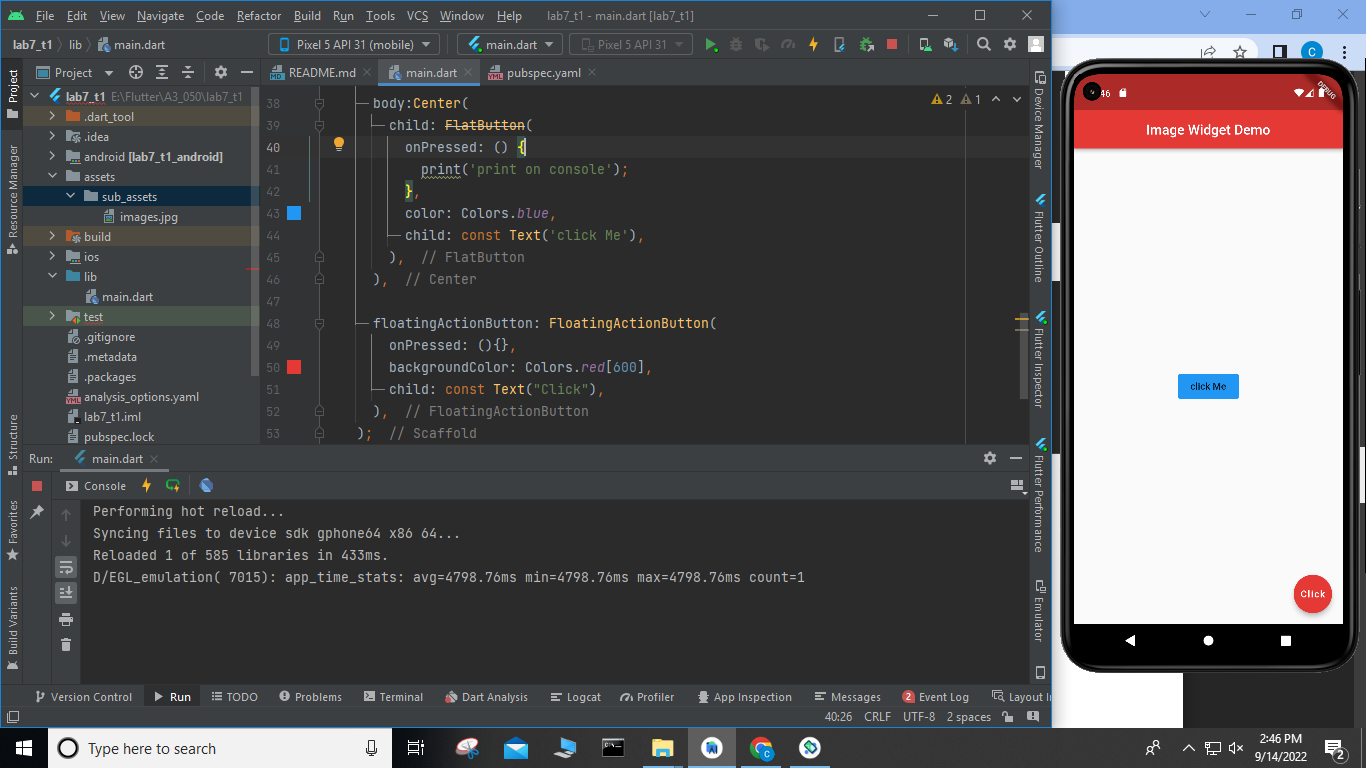 File Edit View Navigate Code Refactor Build Run Tools VCS Window Help lab7_t1 - main.dart [lab7_t1]
lab7_t1 lib main.dart Pixel 5 API 31 (mobile) main.dart Pixel 5 API 31
Project README.md main.dart pubspec.yaml
lab7_t1 E:\Flutter\A3_050\lab7_t1
.dart_tool
.idea
android [lab7_t1_android]
assets
sub_assets
images.jpg
build
ios
lib
main.dart
test
.gitignore
.metadata
.packages
analysis_options.yaml
lab7_t1.iml
pubspec.lock
Project
Resource Manager
Structure
Favorites
Build Variants
2 1
38 body:Center(
39 child: FlatButton(
40 onPressed: () {
41 print('print on console');
42 },
43 color: Colors.blue,
44 child: const Text('click Me'),
45 ), // FlatButton
46 ), // Center
47
48 floatingActionButton: FloatingActionButton(
49 onPressed: (){},
50 backgroundColor: Colors.red[600],
51 child: const Text("Click"),
52 ), // FloatingActionButton
53 ); // Scaffold
Device Manager
Flutter Outline
Flutter Inspector
Flutter Performance
Emulator
Run: main.dart
Console
Performing hot reload...
Syncing files to device sdk gphone64 x86 64...
Reloaded 1 of 585 libraries in 433ms.
D/EGL_emulation( 7015): app_time_stats: avg=4798.76ms min=4798.76ms max=4798.76ms count=1
Version Control Run TODO Problems Terminal Dart Analysis Logcat Profiler App Inspection Messages 2 Event Log Layout I
40:26 CRLF UTF-8 2 spaces
C
46
DEBUG
Image Widget Demo
click Me
Click
Type here to search
C
2:46 PM
9/14/2022
2